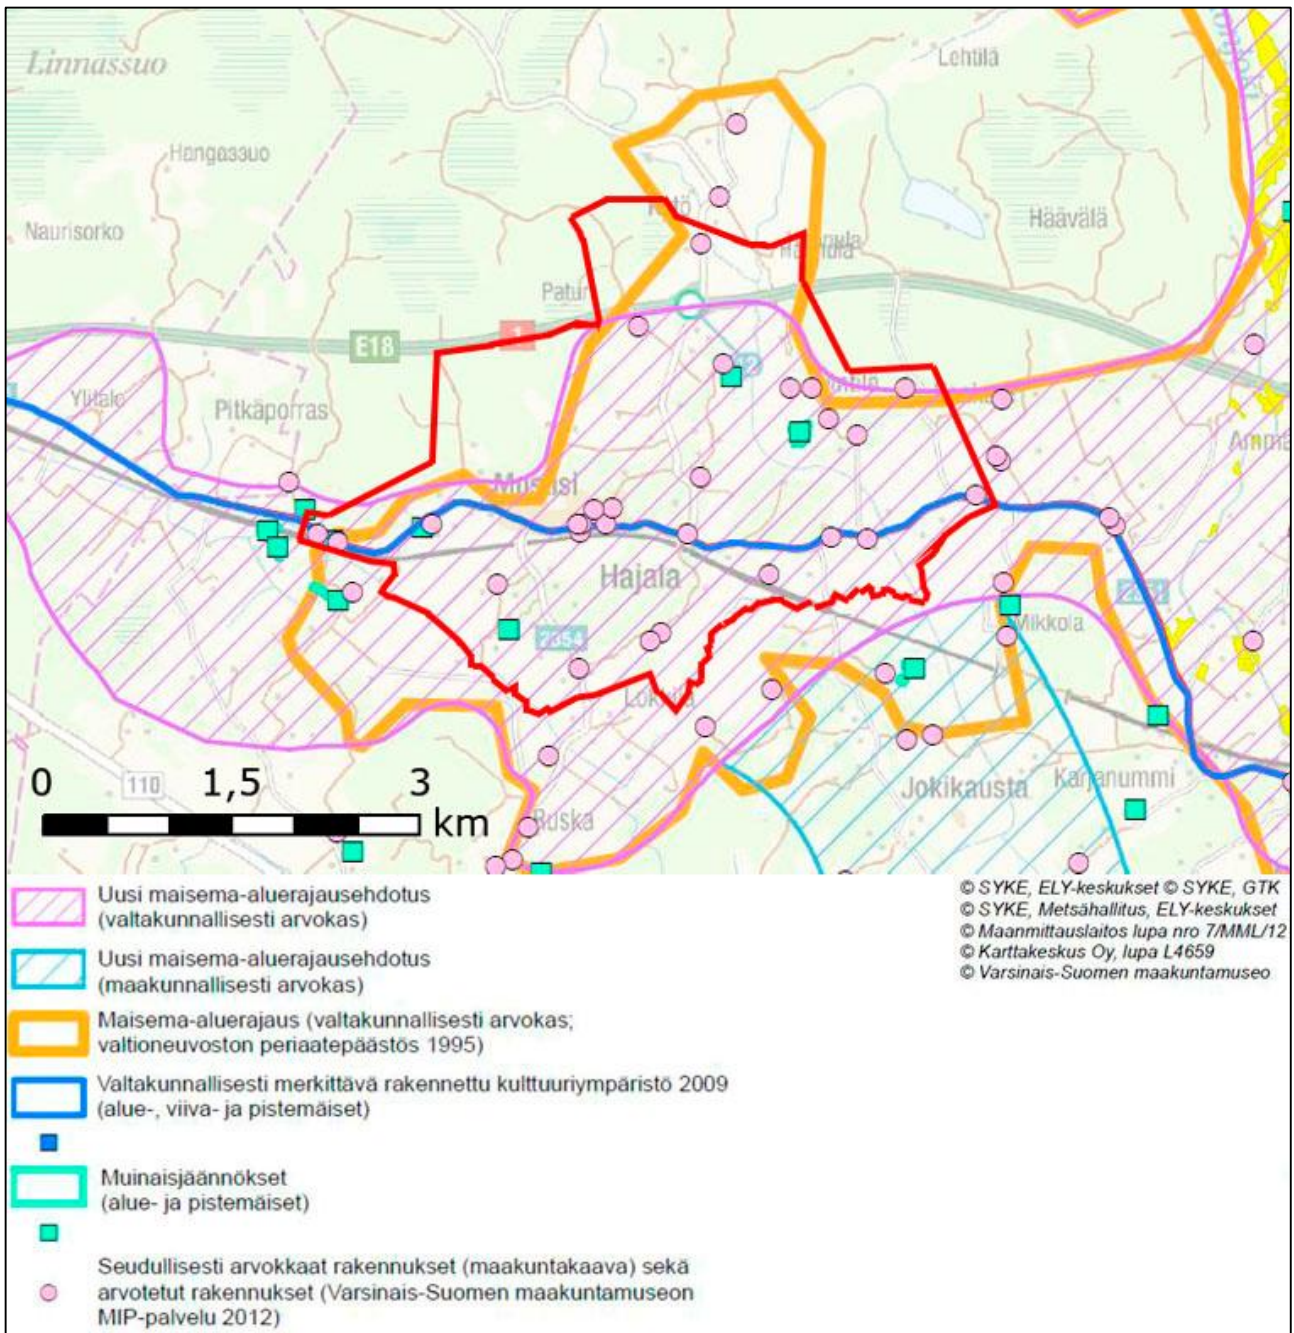 Linnassuo
Lehtilä
Hangassuo
Naurisorko
Häävälä
Patur
E18
1
12
Ylitalo
Pitkäporras
Hajala
2354
Mikkola
110
Jokikausta
Karjanummi
Ruska
0 1,5 3
km
Uusi maisema-aluerajausehdotus
(valtakunnallisesti arvokas)
Uusi maisema-aluerajausehdotus
(maakunnallisesti arvokas)
Maisema-aluerajaus (valtakunnallisesti arvokas;
valtioneuvoston periaatepäästös 1995)
Valtakunnallisesti merkittävä rakennettu kulttuuriympäristö 2009
(alue-, viiva- ja pistemäiset)
Muinaisjäännökset
(alue- ja pistemäiset)
Seudullisesti arvokkaat rakennukset (maakuntakaava) sekä
arvotetut rakennukset (Varsinais-Suomen maakuntamuseon
MIP-palvelu 2012)
© SYKE, ELY-keskukset © SYKE, GTK
© SYKE, Metsähallitus, ELY-keskukset
© Maanmittauslaitos lupa nro 7/MML/12
© Karttakeskus Oy, lupa L4659
© Varsinais-Suomen maakuntamuseo